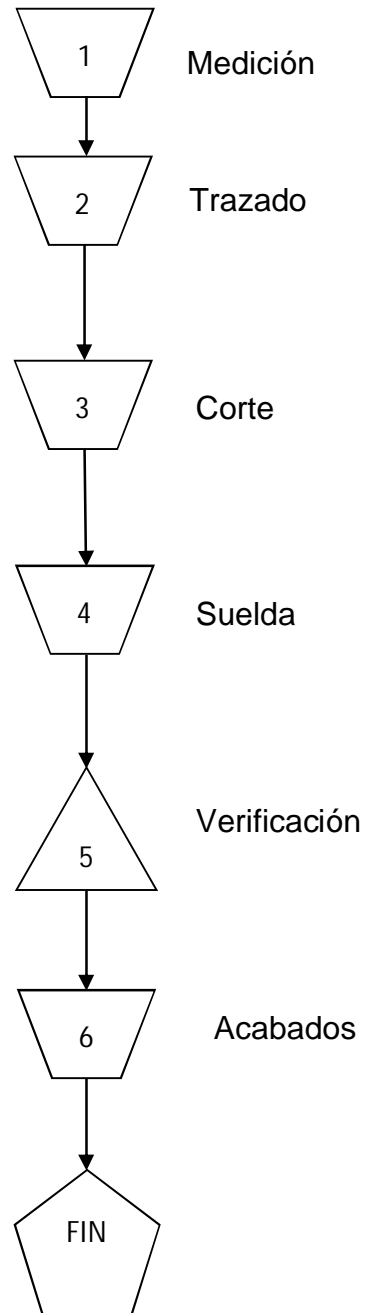 1 Medición
2 Trazado
3 Corte
4 Suelda
5 Verificación
6 Acabados
FIN